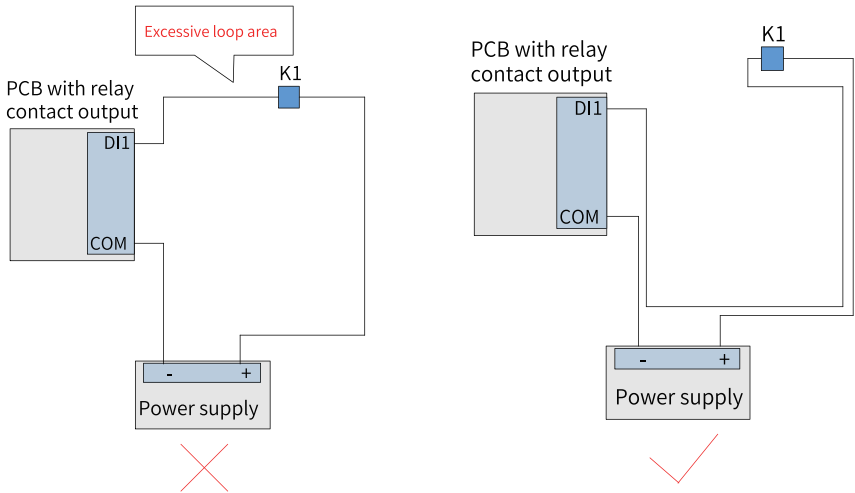 Excessive loop area
K1
PCB with relay
contact output
DI1
COM
- +
Power supply
K1
PCB with relay
contact output
DI1
COM
- +
Power supply